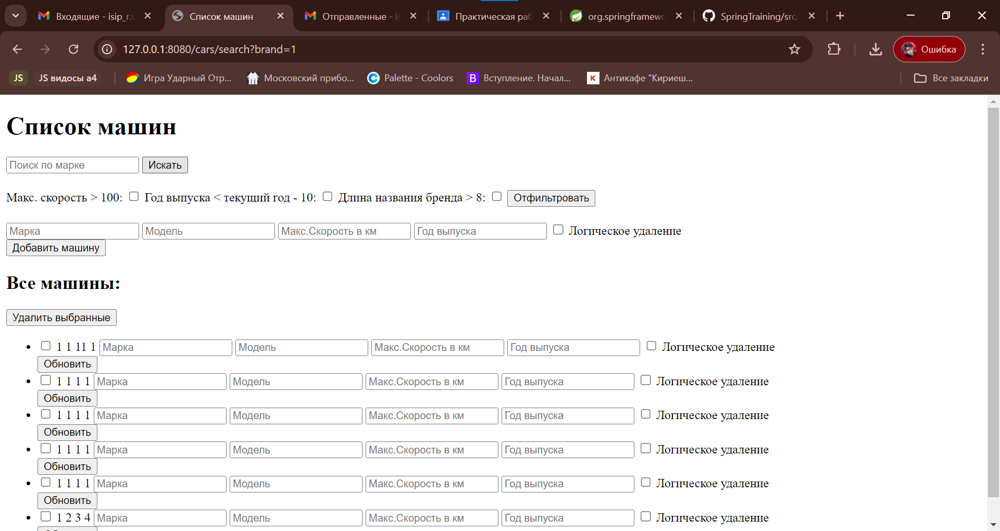 Входящие - isip_r.
Список машин
Отправленные - is
Практическая раб
org.springframewo
SpringTraining/src/
127.0.0.1:8080/cars/search?brand=1
Ошибка
JS
JS видосы а4
Игра Ударный Отр...
Московский прибо...
Palette - Coolors
B Вступление. Начал...
K Антикафе "Кириеш...
Все закладки
Список машин
Поиск по марке Искать
Макс. скорость > 100: Год выпуска < текущий год - 10: Длина названия бренда > 8: Отфильтровать
Марка Модель Макс.Скорость в км Год выпуска Логическое удаление
Добавить машину
Все машины:
Удалить выбранные
1 1 11 1 Марка Модель Макс.Скорость в км Год выпуска Логическое удаление
Обновить
1 1 1 1 Марка Модель Макс.Скорость в км Год выпуска Логическое удаление
Обновить
1 1 1 1 Марка Модель Макс.Скорость в км Год выпуска Логическое удаление
Обновить
1 1 1 1 Марка Модель Макс.Скорость в км Год выпуска Логическое удаление
Обновить
1 1 1 1 Марка Модель Макс.Скорость в км Год выпуска Логическое удаление
Обновить
1 2 3 4 Марка Модель Макс.Скорость в км Год выпуска Логическое удаление